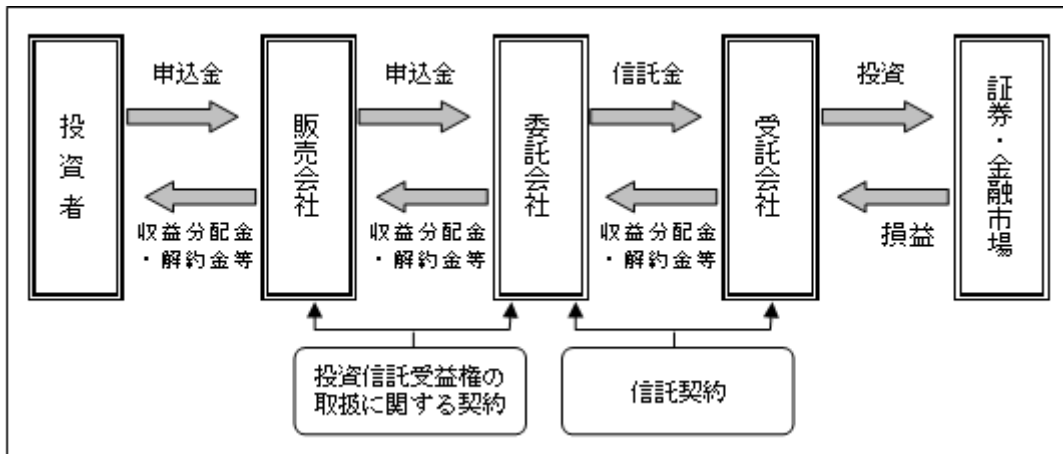 申込金
申込金
信託金
投資
投資者
販売会社
委託会社
受託会社
証券・金融市場
収益分配金
・解約金等
収益分配金
・解約金等
収益分配金
・解約金等
損益
投資信託受益権の
取扱に関する契約
信託契約